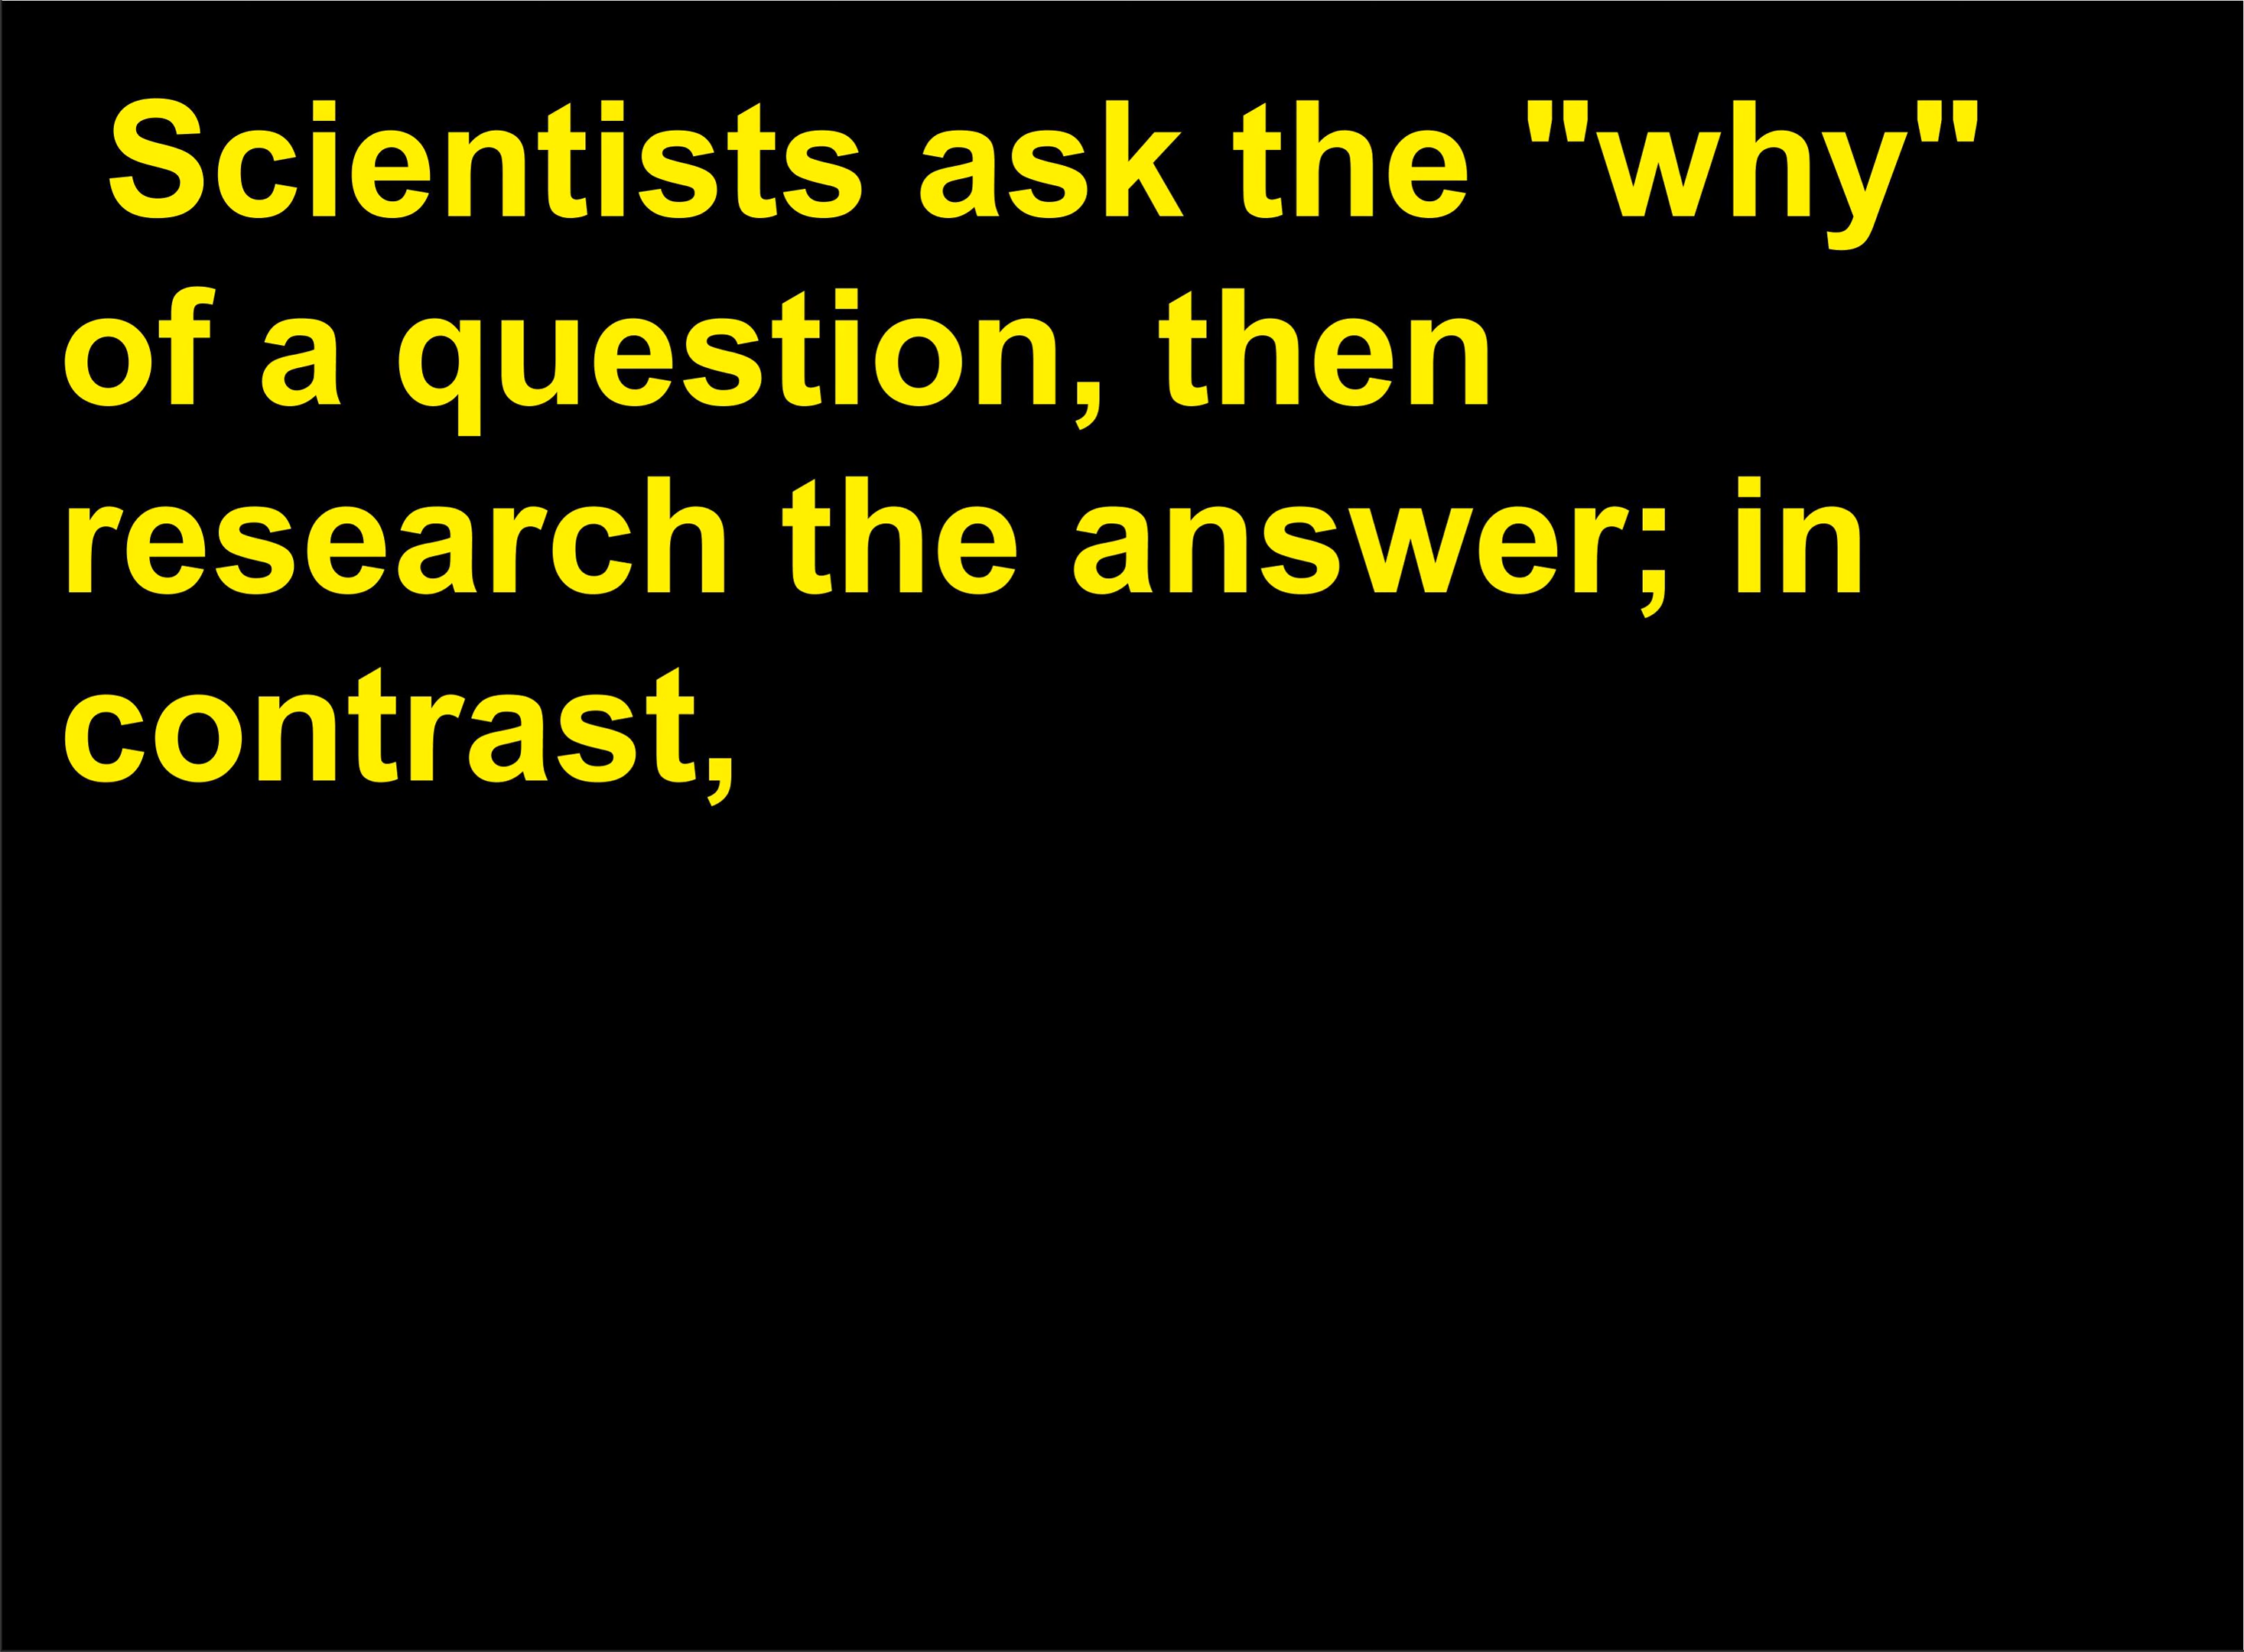 Scientists ask the "why"
of a question, then
research the answer; in
contrast,